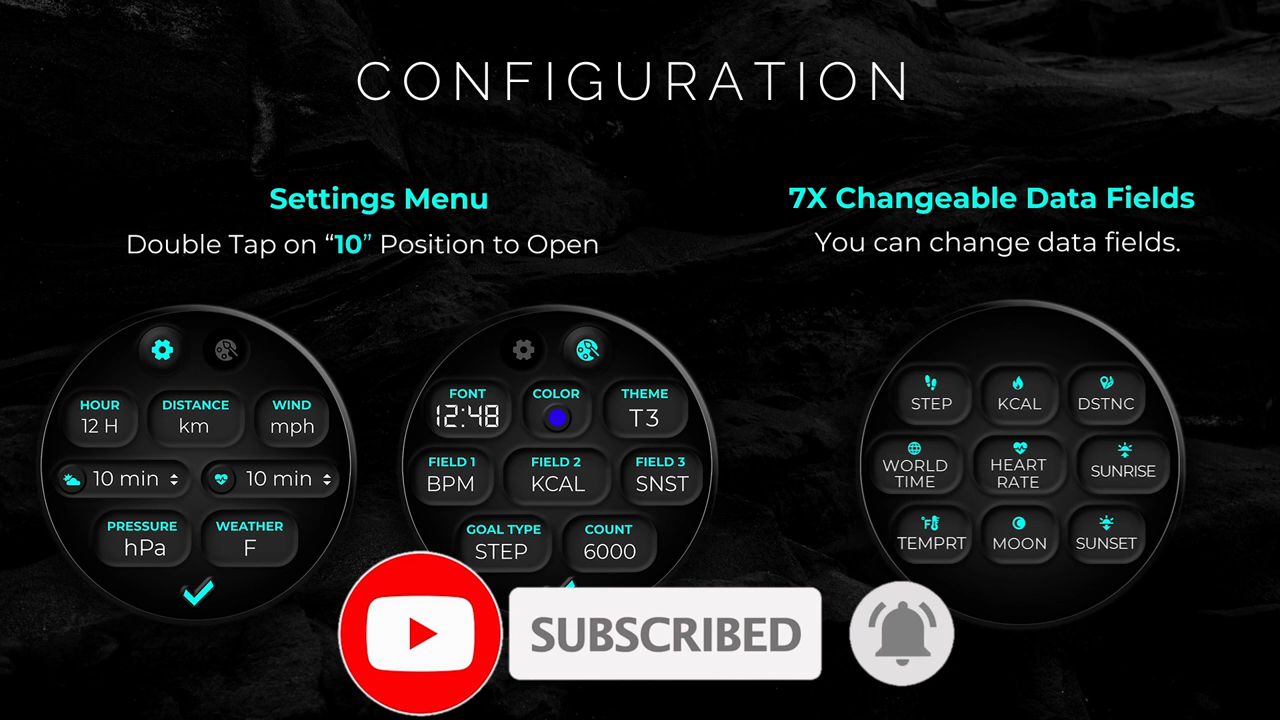 CONFIGURATION
Settings Menu
Double Tap on “10” Position to Open
7X Changeable Data Fields
You can change data fields.
HOUR
12 H
DISTANCE
km
WIND
mph
10 min
10 min
PRESSURE
hPa
WEATHER
F
FONT
12:48
COLOR
THEME
T3
FIELD 1
BPM
FIELD 2
KCAL
FIELD 3
SNST
GOAL TYPE
STEP
COUNT
6000
STEP
KCAL
DSTNC
WORLD
TIME
HEART
RATE
SUNRISE
°F
TEMPRT
MOON
SUNSET
SUBSCRIBED